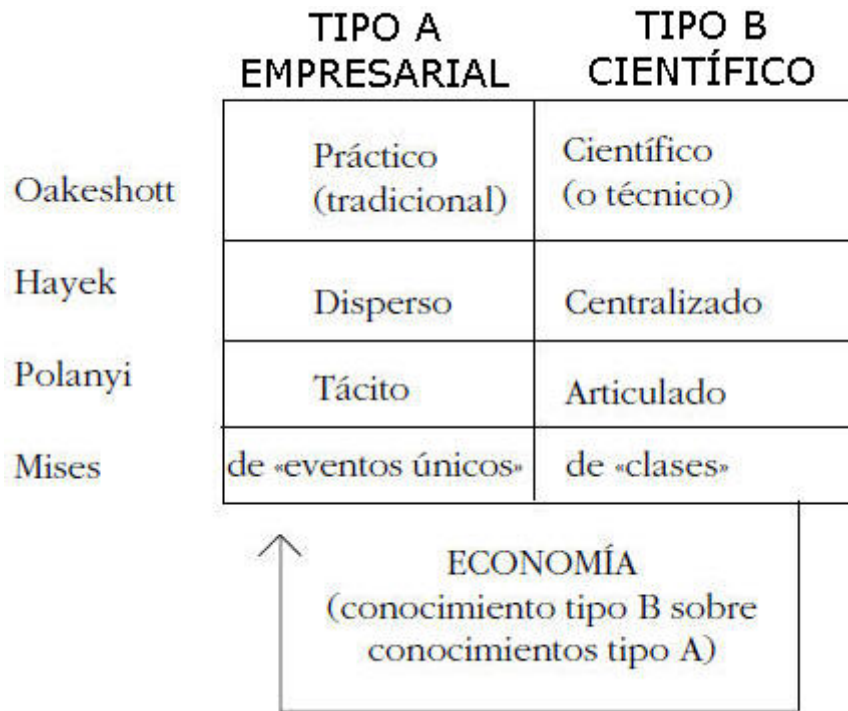 TIPO A
EMPRESARIAL
TIPO B
CIENTÍFICO
Oakeshott
Práctico
(tradicional)
Científico
(o técnico)
Hayek
Disperso
Centralizado
Polanyi
Tácito
Articulado
Mises
de «eventos únicos»
de «clases»
ECONOMÍA
(conocimiento tipo B sobre
conocimientos tipo A)